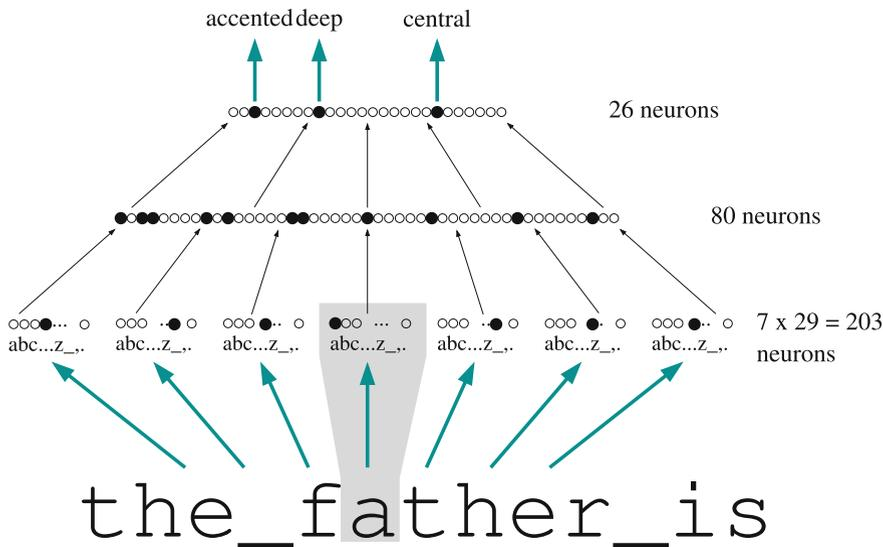 accented deep central
26 neurons
80 neurons
7 x 29 = 203
neurons
abc...z_,. abc...z_,. abc...z_,. abc...z_,. abc...z_,. abc...z_,. abc...z_,.
the_father_is